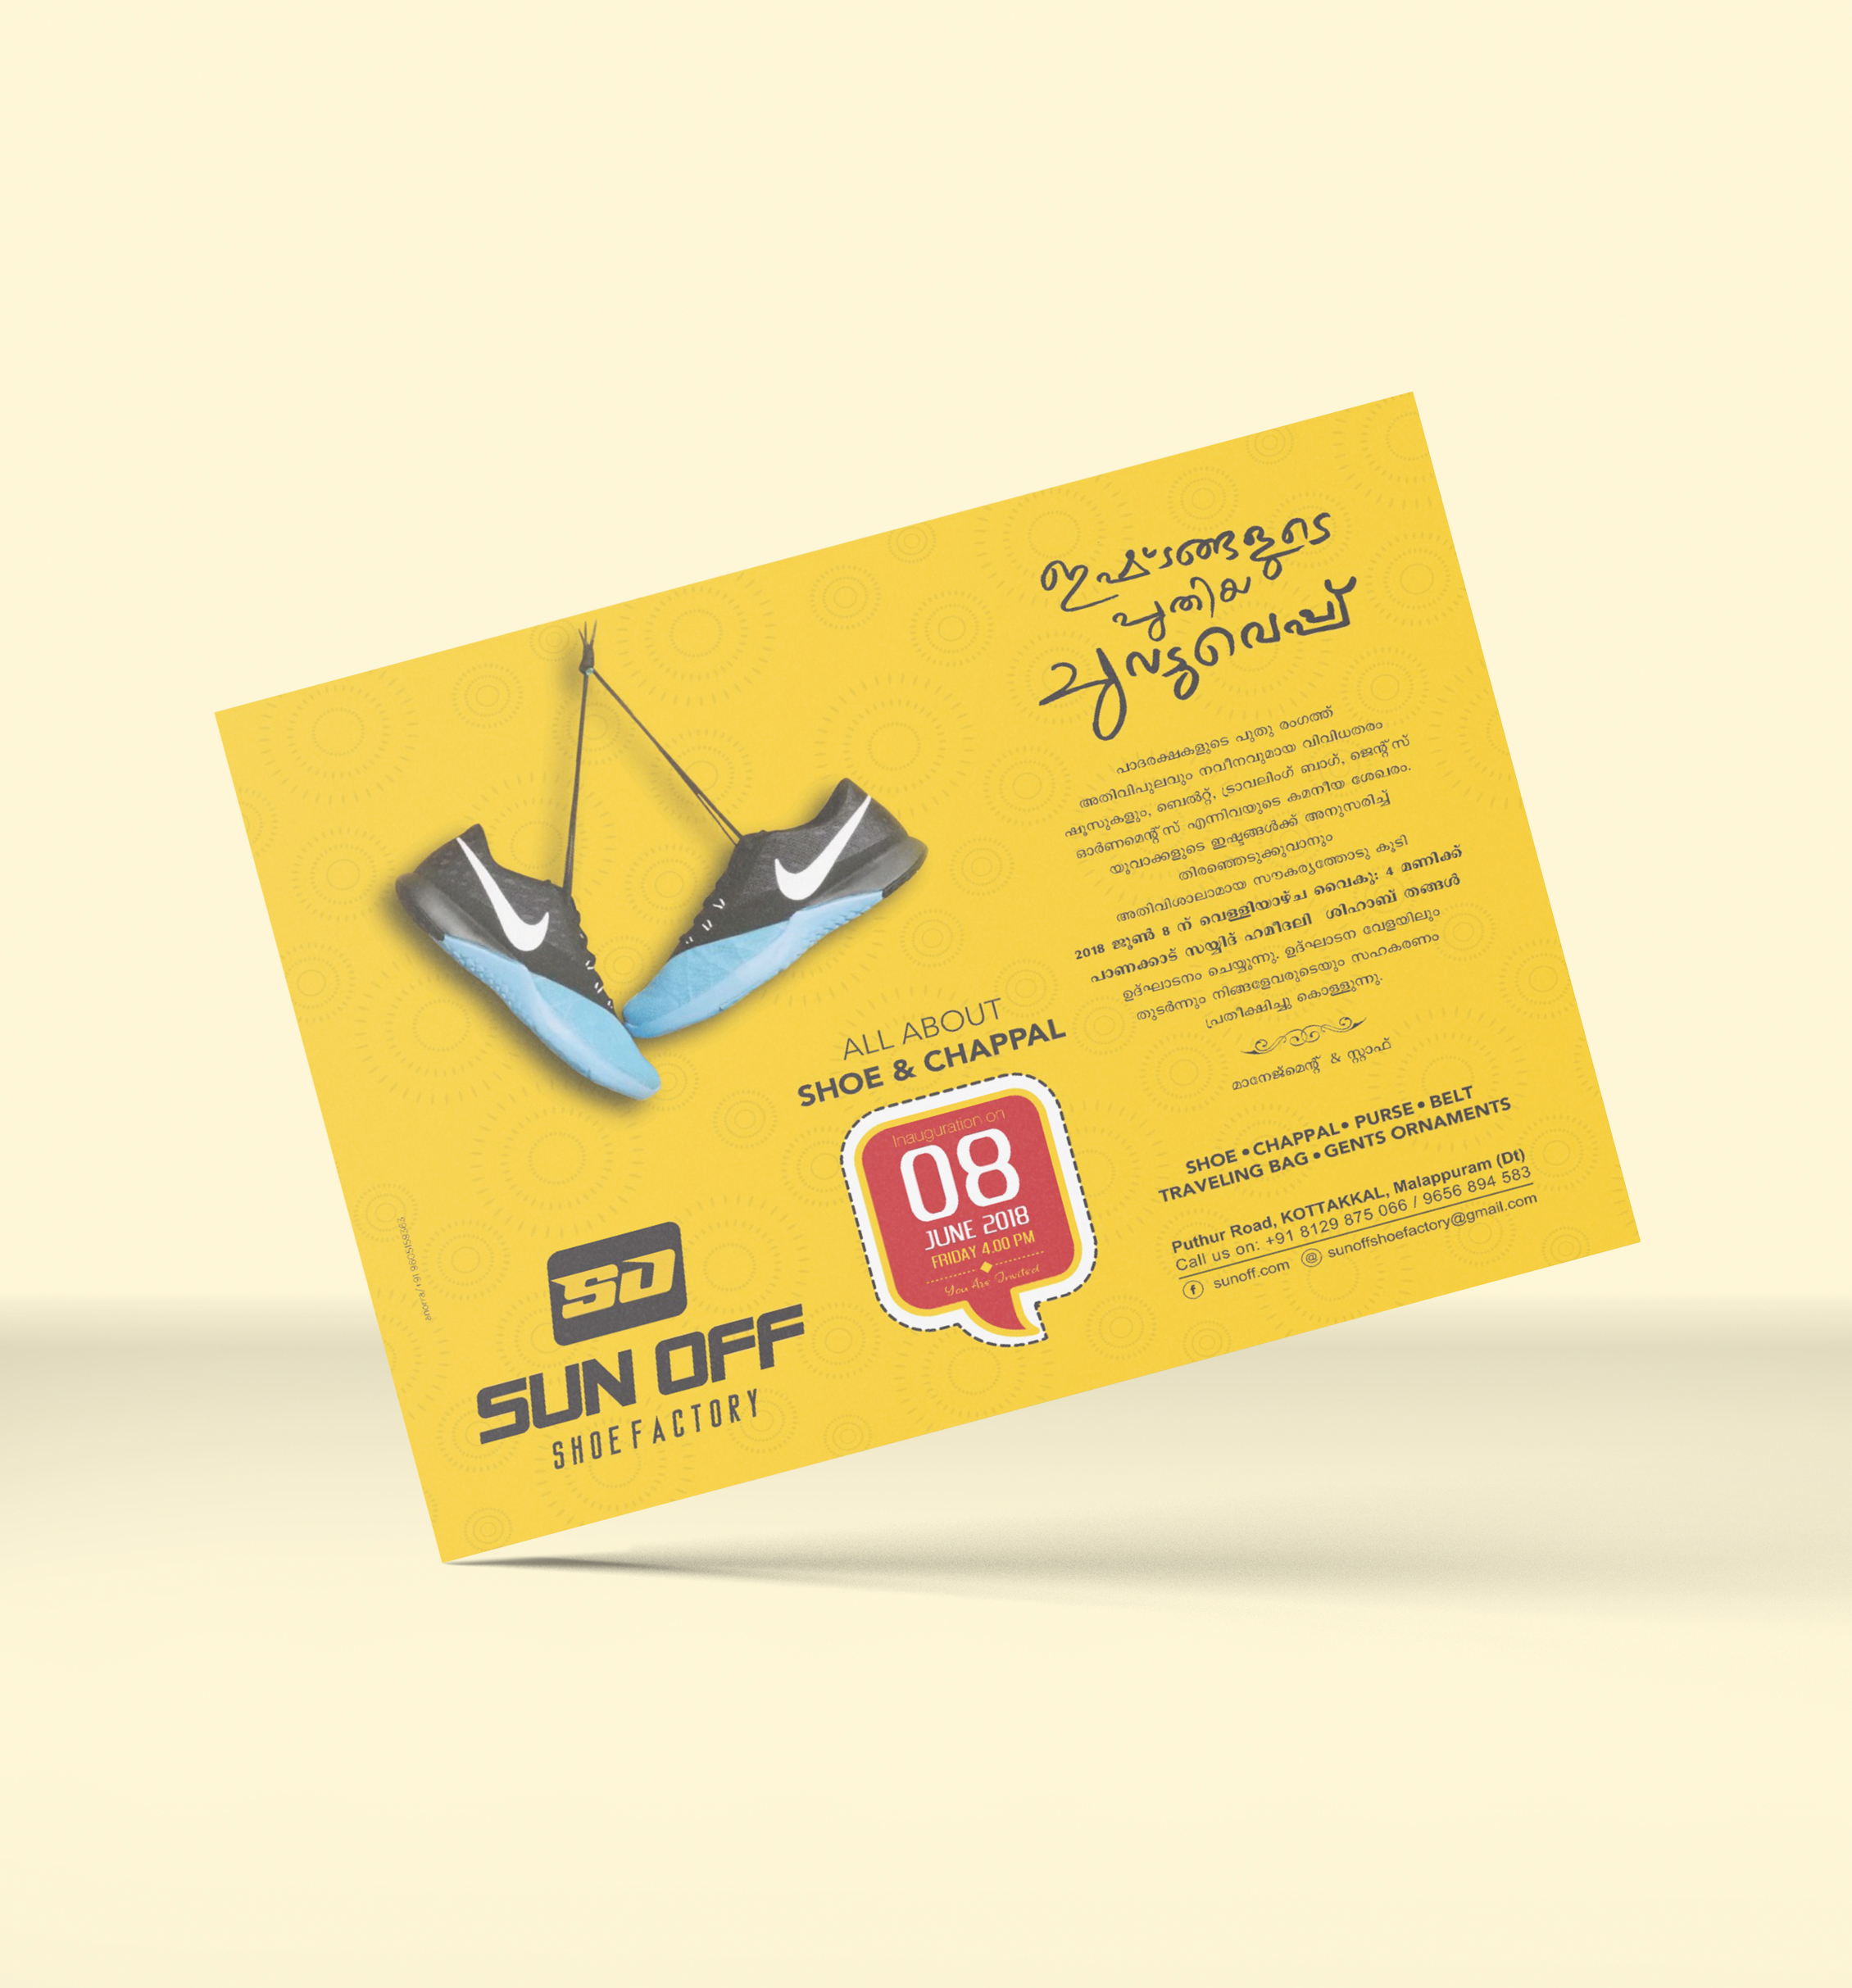 ഇഷ്ടങ്ങളുടെ
പുതിയ
ചുവട്ടുവെപ്പ്
പാദരക്ഷകളുടെ പുതു രംഗത്ത്
അതിവിപുലവും നവീനവുമായ വിവിധതരം
ഷൂസുകളും, ബെൽറ്റ്, ട്രാവലിംഗ് ബാഗ്, ജെന്റ്സ്
ഓർണമെന്റ്സ് എന്നിവയുടെ കമനീയ ശേഖരം.
യുവാക്കളുടെ ഇഷ്ടങ്ങൾക്ക് അനുസരിച്ച്
തിരഞ്ഞെടുക്കുവാനും
അതിവിശാലാമായ സൗകര്യത്തോടു കൂടി
2018 ജൂൺ 8 ന് വെള്ളിയാഴ്ച വൈകു: 4 മണിക്ക്
പാണക്കാട് സയ്യിദ് ഹമീദലി ശിഹാബ് തങ്ങൾ
ഉദ്ഘാടനം ചെയ്യുന്നു. ഉദ്ഘാടന വേളയിലും
തുടർന്നും നിങ്ങളേവരുടെയും സഹകരണം
പ്രതീക്ഷിച്ചു കൊള്ളുന്നു.
മാനേജ്മെന്റ് & സ്റ്റാഫ്
SHOE • CHAPPAL • PURSE • BELT
TRAVELING BAG • GENTS ORNAMENTS
Puthur Road, KOTTAKKAL, Malappuram (Dt)
Call us on: +91 8129 875 066 / 9656 894 583
sunoff.com @ sunoffshoefactory@gmail.com
ALL ABOUT
SHOE & CHAPPAL
Inauguration on
08
JUNE 2018
FRIDAY 4.00 PM
You Are Invited
SO
SUN OFF
SHOE FACTORY